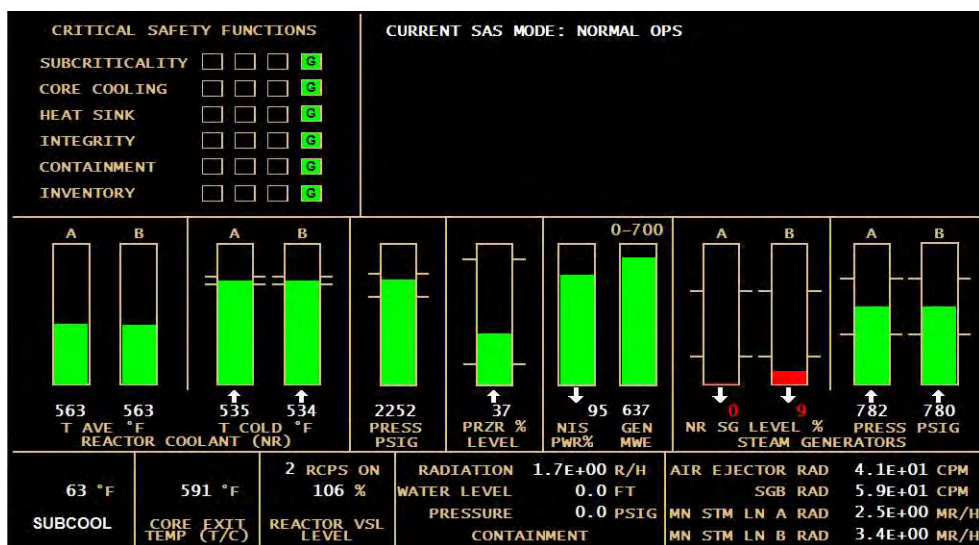 CRITICAL SAFETY FUNCTIONS
SUBCRITICALITY G
CORE COOLING G
HEAT SINK G
INTEGRITY G
CONTAINMENT G
INVENTORY G
CURRENT SAS MODE: NORMAL OPS
A B
563 563
T AVE °F
A B
535 534
T COLD °F
REACTOR COOLANT (NR)
2252
PRESS
PSIG
37
PRZR %
LEVEL
0-700
95 637
NIS GEN
PWR% MWE
A B
0 9
NR SG LEVEL %
A B
782 780
PRESS PSIG
STEAM GENERATORS
63 °F
SUBCOOL
591 °F
CORE EXIT
TEMP (T/C)
2 RCPS ON
106 %
REACTOR VSL
LEVEL
RADIATION 1.7E+00 R/H
WATER LEVEL 0.0 FT
PRESSURE 0.0 PSIG
CONTAINMENT
AIR EJECTOR RAD 4.1E+01 CPM
SGB RAD 5.9E+01 CPM
MN STM LN A RAD 2.5E+00 MR/H
MN STM LN B RAD 3.4E+00 MR/H